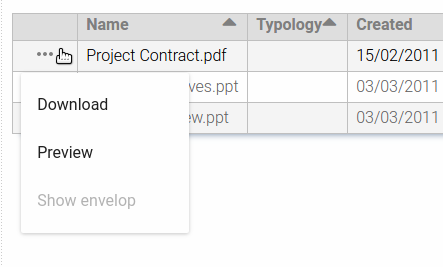 Name Typology Created
Project Contract.pdf 15/02/2011
ves.ppt 03/03/2011
ew.ppt 03/03/2011
Download
Preview
Show envelop